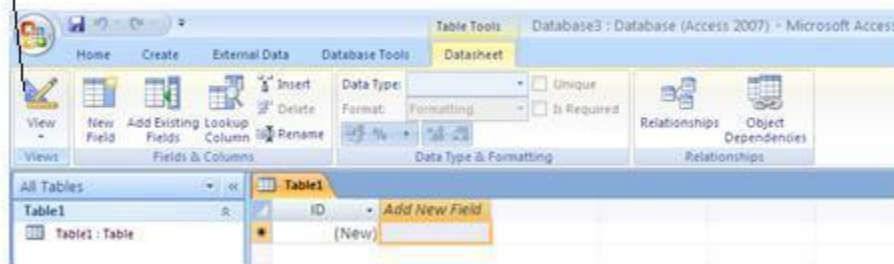 Table Tools Database3 : Database (Access 2007) - Microsoft Access
Home Create External Data Database Tools Datasheet
View
New Field
Add Existing Fields
Lookup Column
Insert
Delete
Rename
Data Type:
Format: Formatting
%
Unique
Is Required
Relationships
Object Dependencies
Views Fields & Columns Data Type & Formatting Relationships
All Tables
Table1
Table1 : Table
Table1
ID Add New Field
(New)